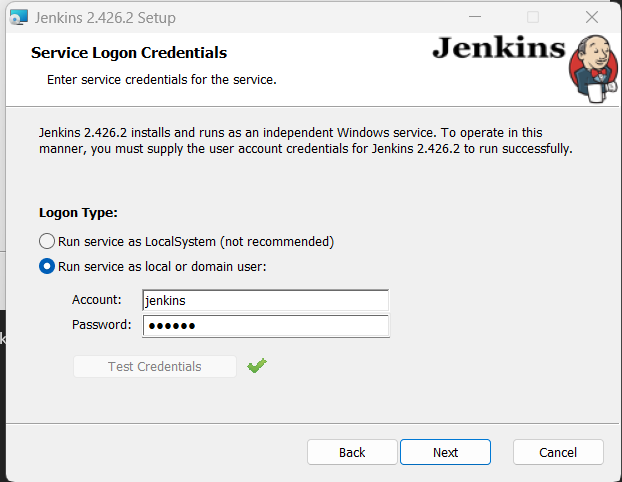 Jenkins 2.426.2 Setup
Service Logon Credentials
Jenkins
Enter service credentials for the service.
Jenkins 2.426.2 installs and runs as an independent Windows service. To operate in this
manner, you must supply the user account credentials for Jenkins 2.426.2 to run successfully.
Logon Type:
Run service as LocalSystem (not recommended)
Run service as local or domain user:
Account: jenkins
Password: ●●●●●●
Test Credentials
Back Next Cancel